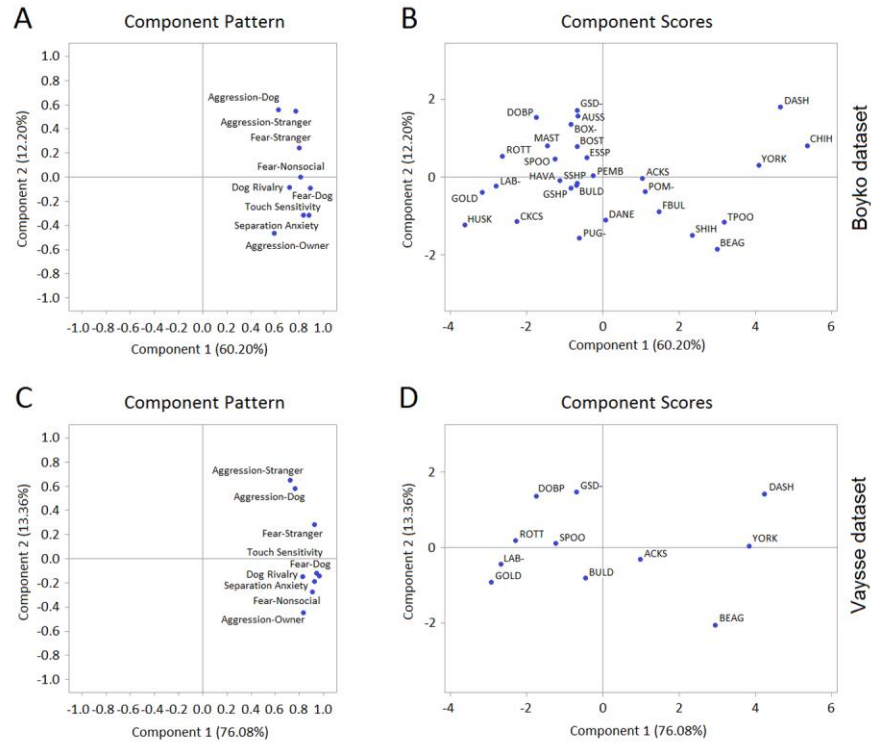 A
Component Pattern
Component 2 (12.20%)
1.0
0.8
0.6
0.4
0.2
0.0
-0.2
-0.4
-0.6
-0.8
-1.0
Aggression-Dog
Aggression-Stranger
Fear-Stranger
Fear-Nonsocial
Dog Rivalry
Fear-Dog
Touch Sensitivity
Separation Anxiety
Aggression-Owner
-1.0 -0.8 -0.6 -0.4 -0.2 0.0 0.2 0.4 0.6 0.8 1.0
Component 1 (60.20%)
B
Component Scores
Component 2 (12.20%)
2
0
-2
GSD-
DASH
DOBP
AUSS
BOX-
MAST
BOST
CHIH
ROTT
ESSP
SPOO
YORK
PEMB
ACKS
HAVA
SSHP
LAB-
POM-
GSHP
BULD
GOLD
FBUL
HUSK
CKCS
DANE
TPOO
PUG-
SHIH
BEAG
-4 -2 0 2 4 6
Component 1 (60.20%)
Boyko dataset
C
Component Pattern
Component 2 (13.36%)
1.0
0.8
0.6
0.4
0.2
0.0
-0.2
-0.4
-0.6
-0.8
-1.0
Aggression-Stranger
Aggression-Dog
Fear-Stranger
Touch Sensitivity
Fear-Dog
Dog Rivalry
Separation Anxiety
Fear-Nonsocial
Aggression-Owner
-1.0 -0.8 -0.6 -0.4 -0.2 0.0 0.2 0.4 0.6 0.8 1.0
Component 1 (76.08%)
D
Component Scores
Component 2 (13.36%)
2
0
-2
DOBP
GSD-
DASH
ROTT
SPOO
YORK
LAB-
ACKS
GOLD
BULD
BEAG
-4 -2 0 2 4 6
Component 1 (76.08%)
Vaysse dataset